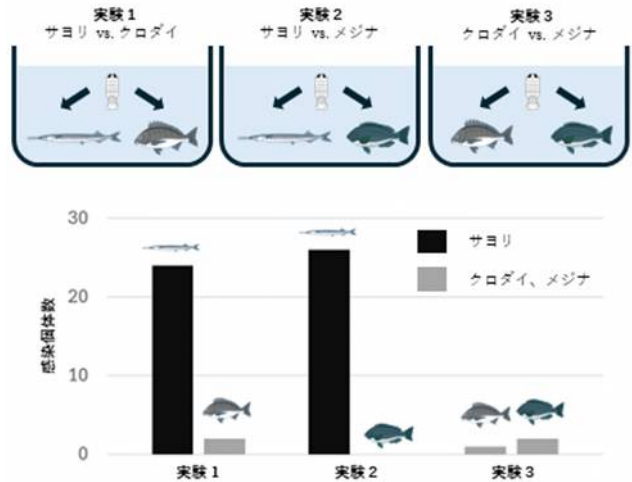 実験1
サヨリ vs. クロダイ
実験2
サヨリ vs. メジナ
実験3
クロダイ vs. メジナ
30
20
10
0
感染個体数
サヨリ
クロダイ、メジナ
実験1
実験2
実験3